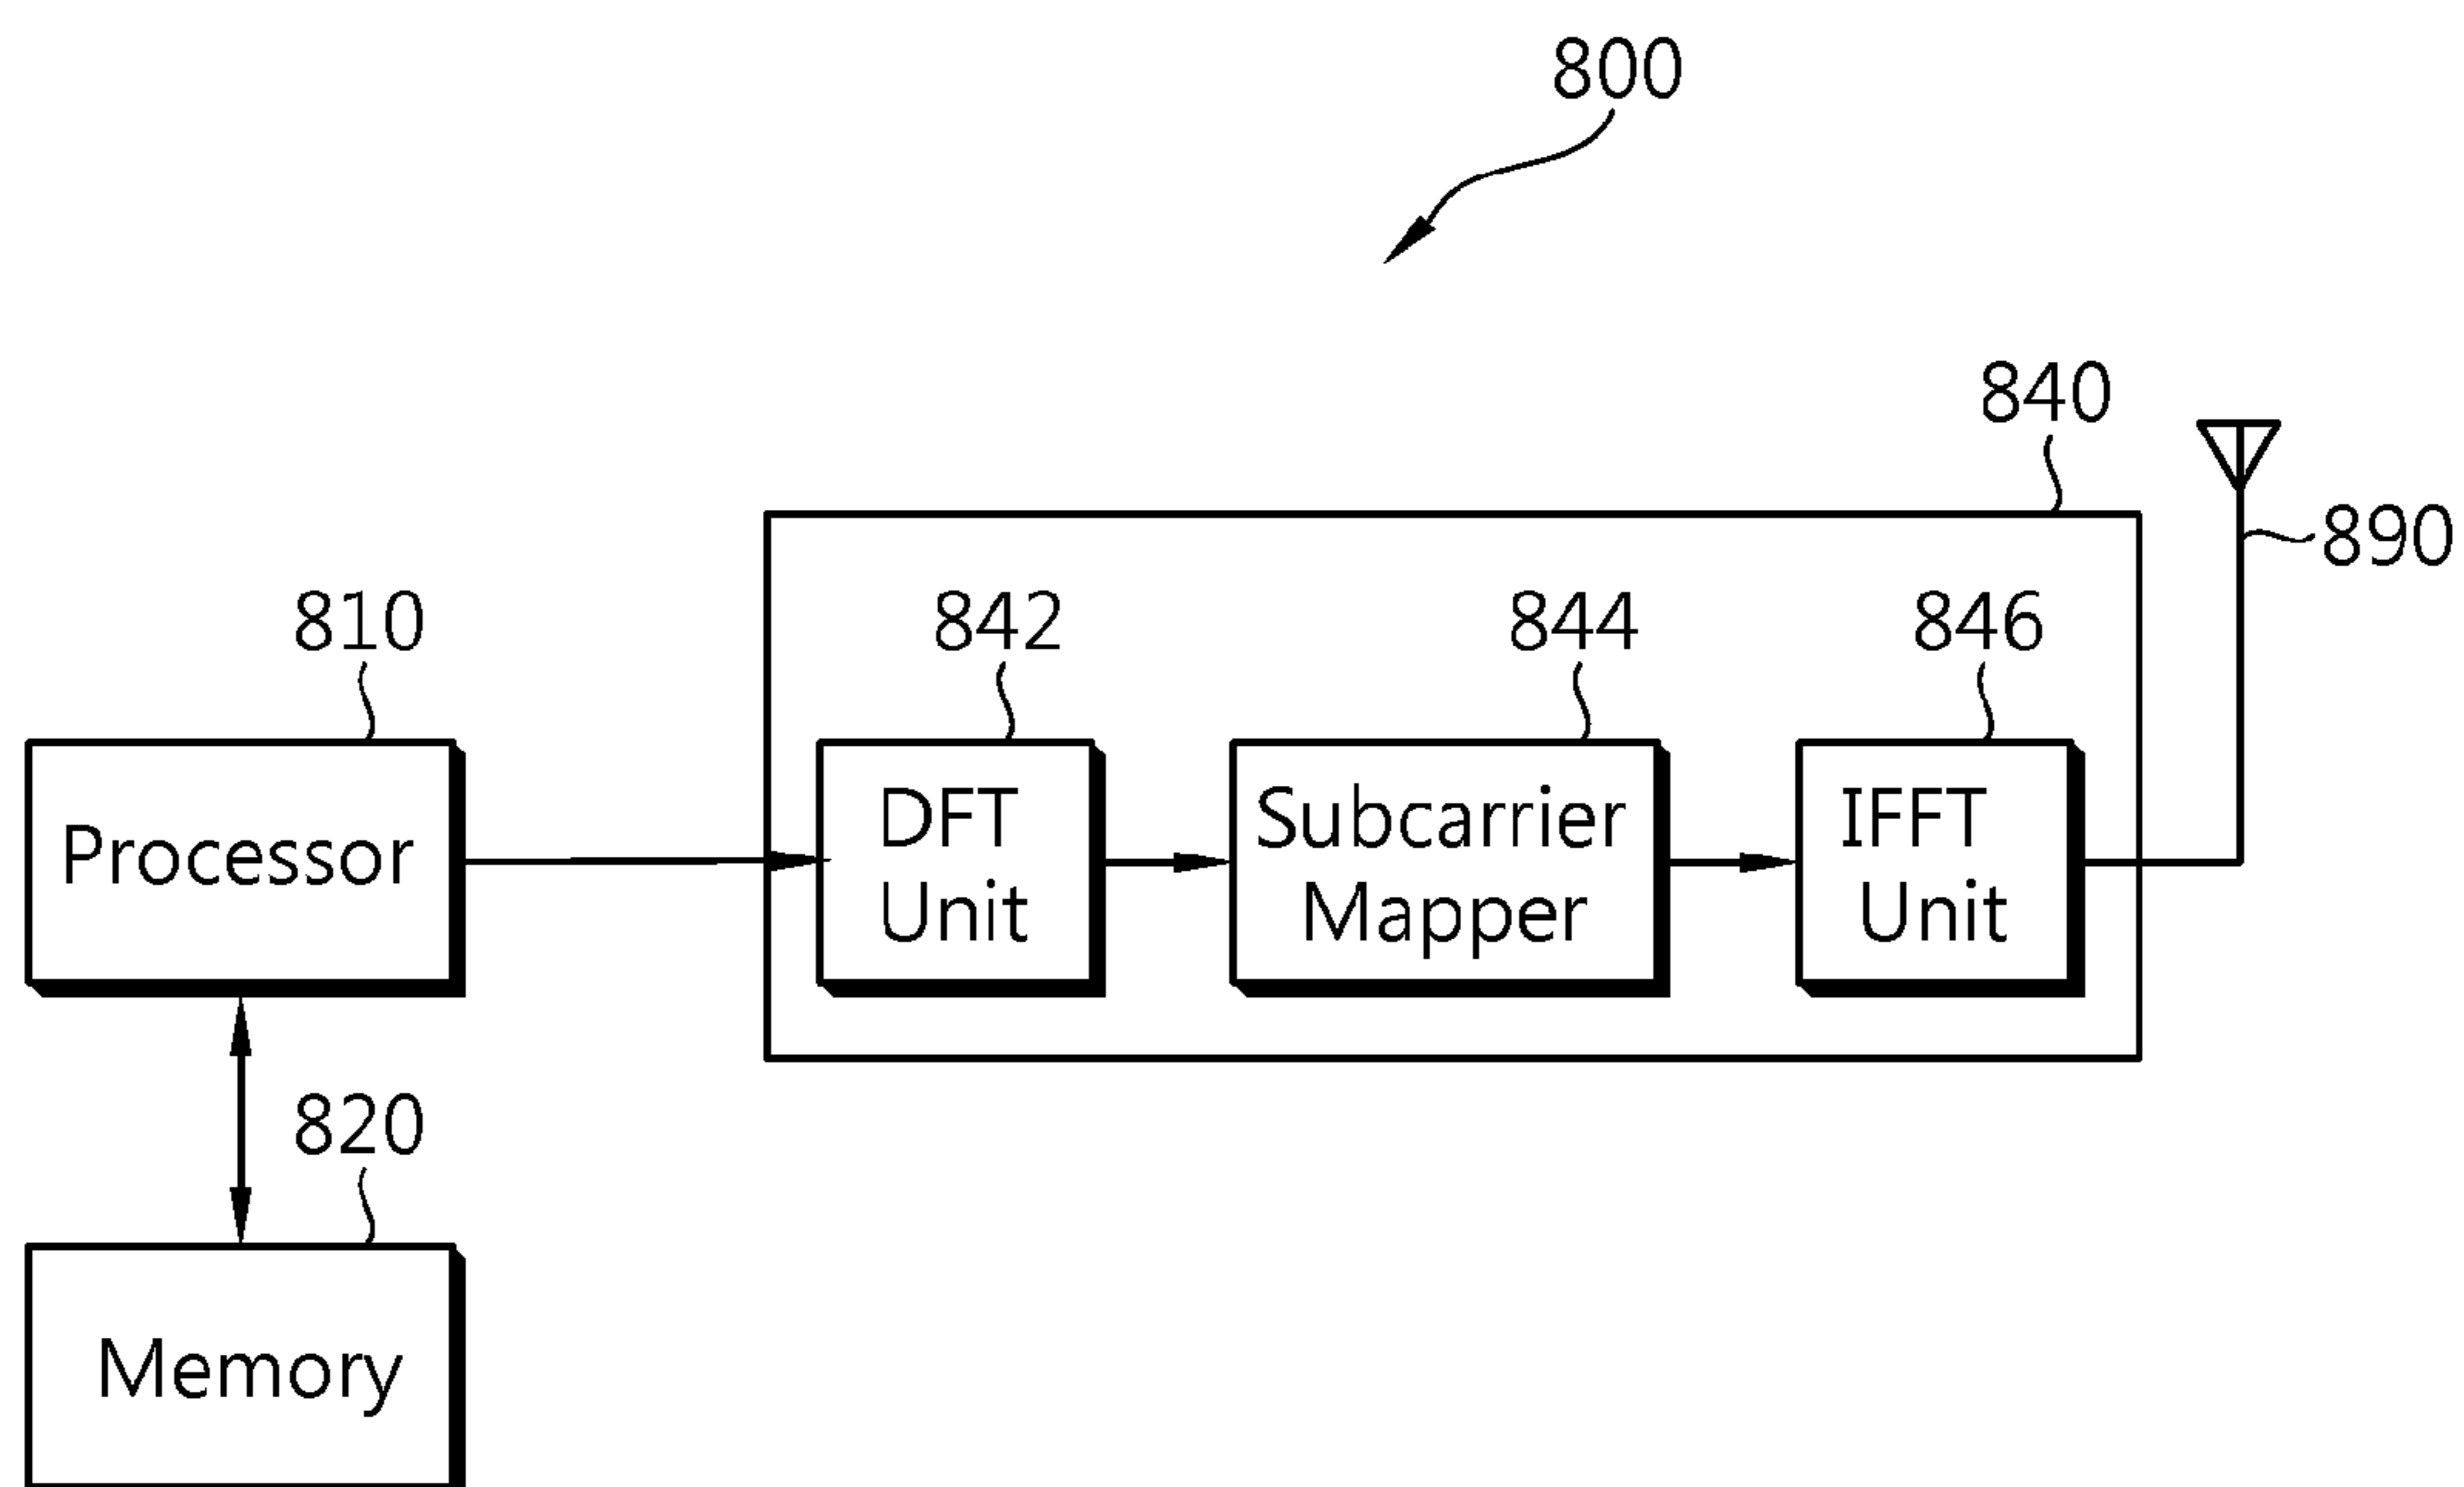 800
840
890
810
842
844
846
Processor
DFT
Unit
Subcarrier
Mapper
IFFT
Unit
820
Memory